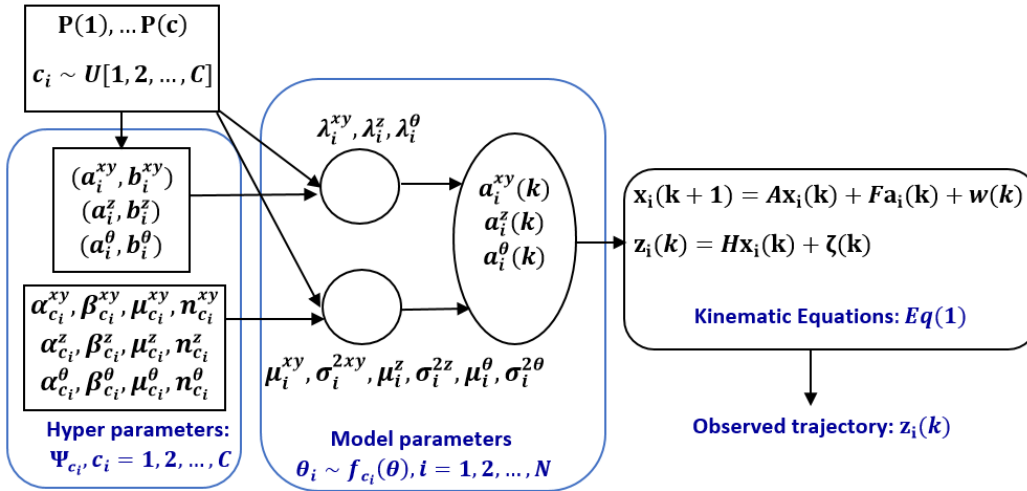 P(1), … P(c)
c_i ~ U[1, 2, …, C]
(a_i^{xy}, b_i^{xy})
(a_i^z, b_i^z)
(a_i^θ, b_i^θ)
α_{c_i}^{xy}, β_{c_i}^{xy}, μ_{c_i}^{xy}, n_{c_i}^{xy}
α_{c_i}^z, β_{c_i}^z, μ_{c_i}^z, n_{c_i}^z
α_{c_i}^θ, β_{c_i}^θ, μ_{c_i}^θ, n_{c_i}^θ
Hyper parameters:
Ψ_{c_i}, c_i = 1, 2, …, C
λ_i^{xy}, λ_i^z, λ_i^θ
a_i^{xy}(k)
a_i^z(k)
a_i^θ(k)
μ_i^{xy}, σ_i^{2xy}, μ_i^z, σ_i^{2z}, μ_i^θ, σ_i^{2θ}
Model parameters
θ_i ~ f_{c_i}(θ), i = 1, 2, …, N
x_i(k + 1) = Ax_i(k) + Fa_i(k) + w(k)
z_i(k) = Hx_i(k) + ζ(k)
Kinematic Equations: Eq(1)
Observed trajectory: z_i(k)